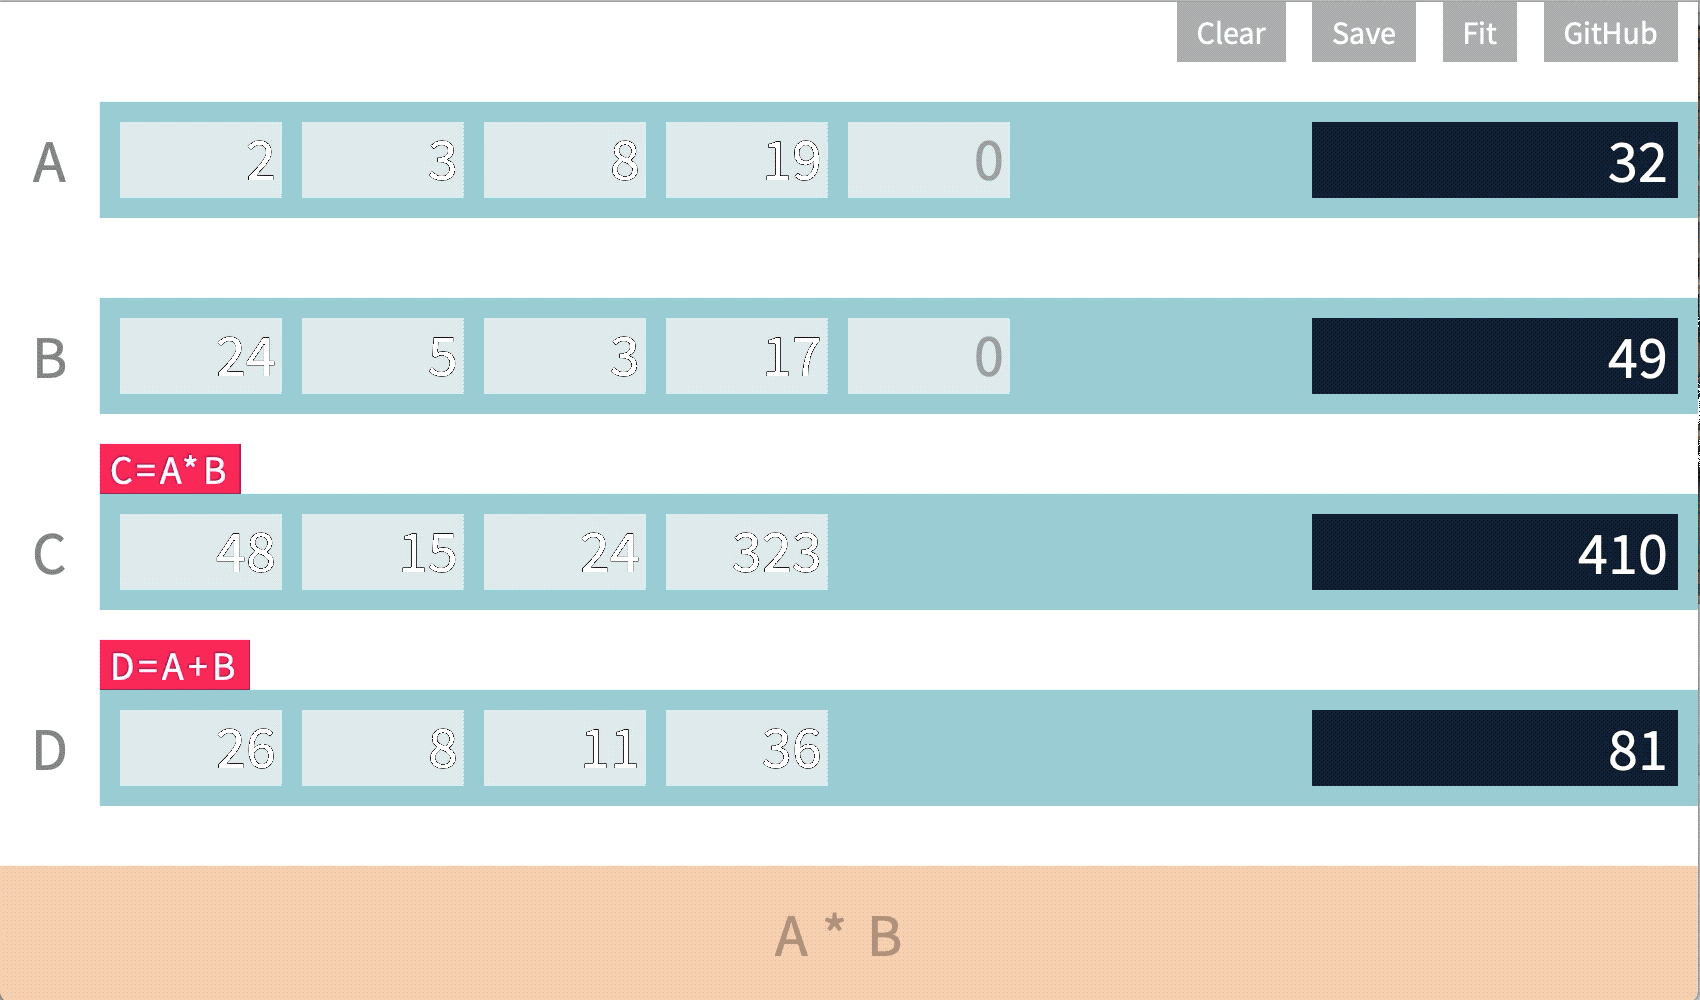 Clear Save Fit GitHub
A 2 3 8 19 0 32
B 24 5 3 17 0 49
C=A*B
C 48 15 24 323 410
D=A+B
D 26 8 11 36 81
A * B